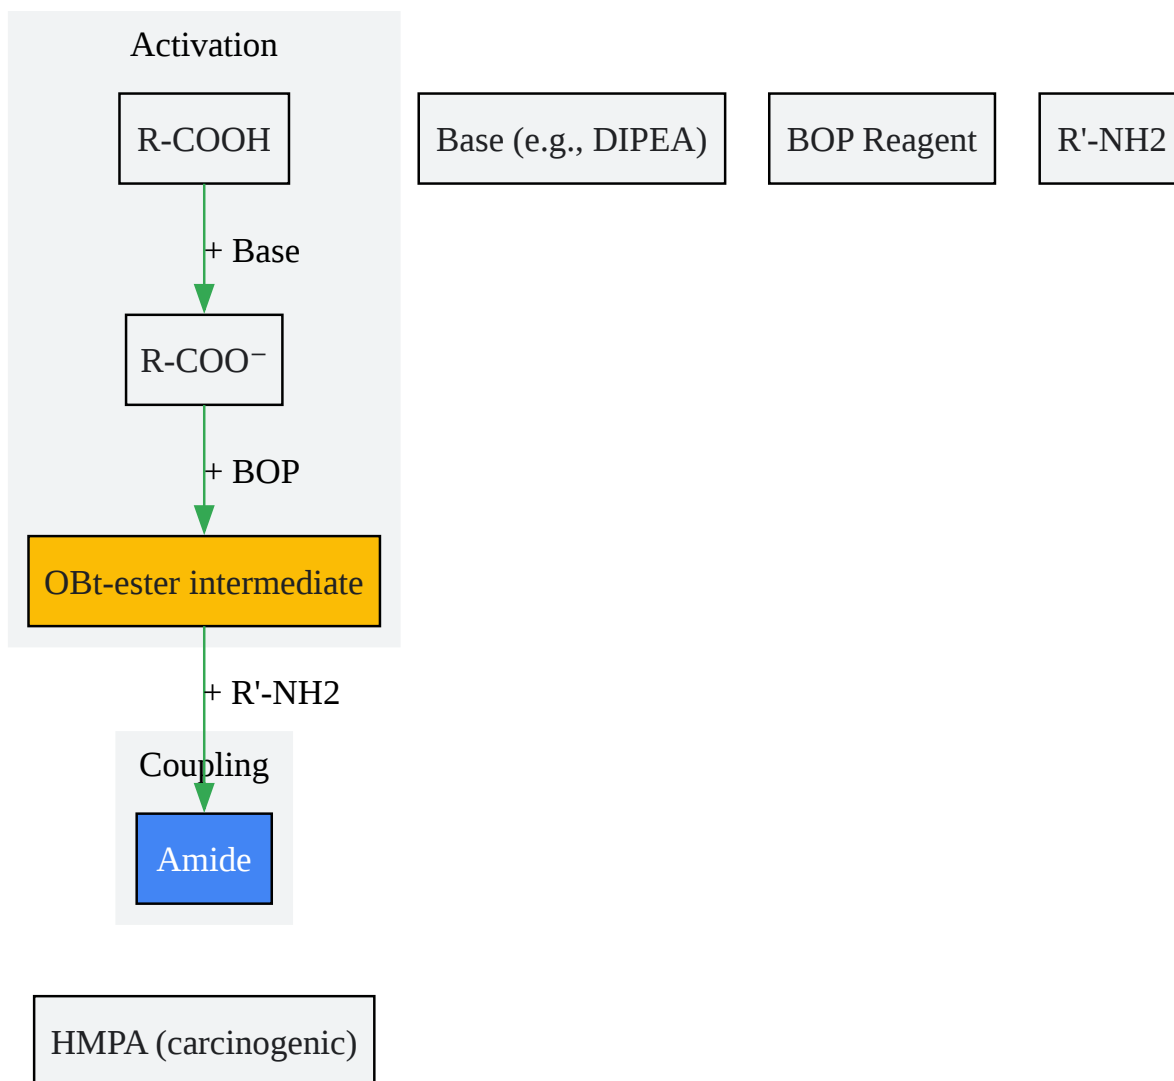 Activation
R-COOH
Base (e.g., DIPEA)
BOP Reagent
R'-NH2
+ Base
R-COO⁻
+ BOP
OBt-ester intermediate
+ R'-NH2
Coupling
Amide
HMPA (carcinogenic)